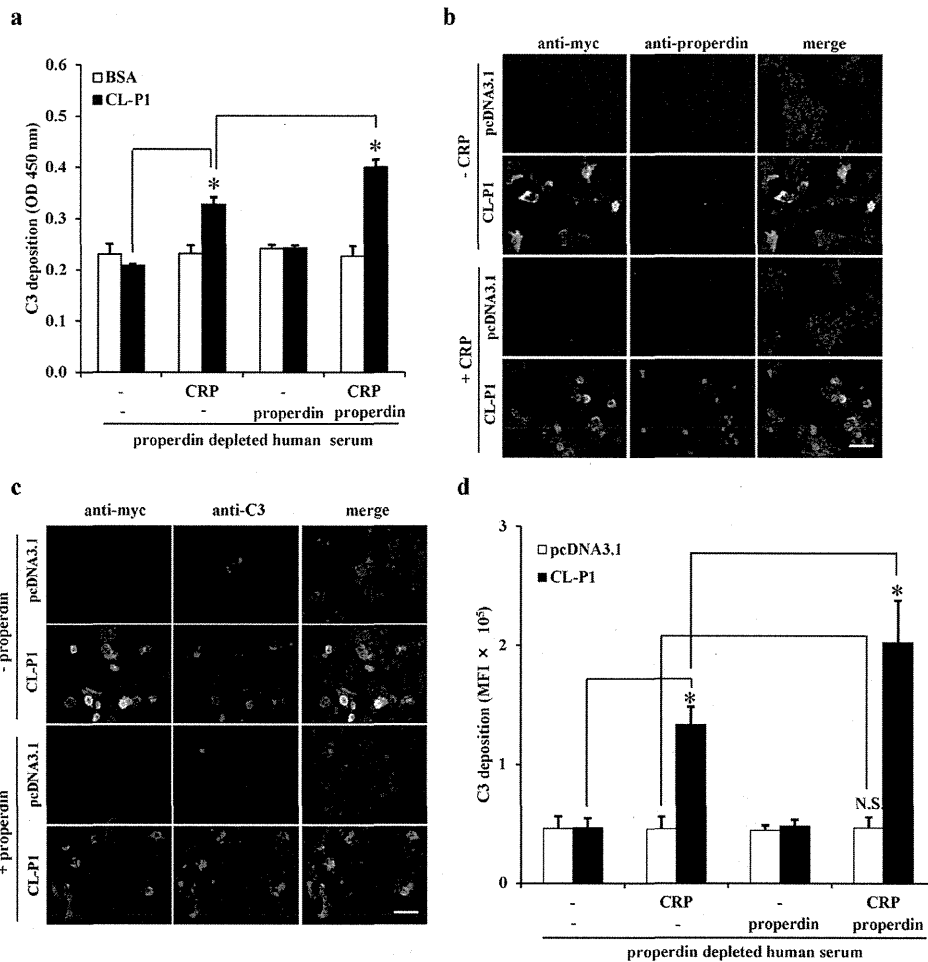 a
C3 deposition (OD 450 nm)
0.6
0.5
0.4
0.3
0.2
0.1
0.0
BSA
CL-P1
*
*
- CRP - CRP
- - properdin properdin
properdin depleted human serum
b
anti-myc anti-properdin merge
- CRP
pcDNA3.1
CL-P1
+ CRP
pcDNA3.1
CL-P1
c
anti-myc anti-C3 merge
- properdin
pcDNA3.1
CL-P1
+ properdin
pcDNA3.1
CL-P1
d
C3 deposition (MFI × 10⁵)
3
2
1
0
pcDNA3.1
CL-P1
*
*
N.S.
- CRP - CRP
- - properdin properdin
properdin depleted human serum